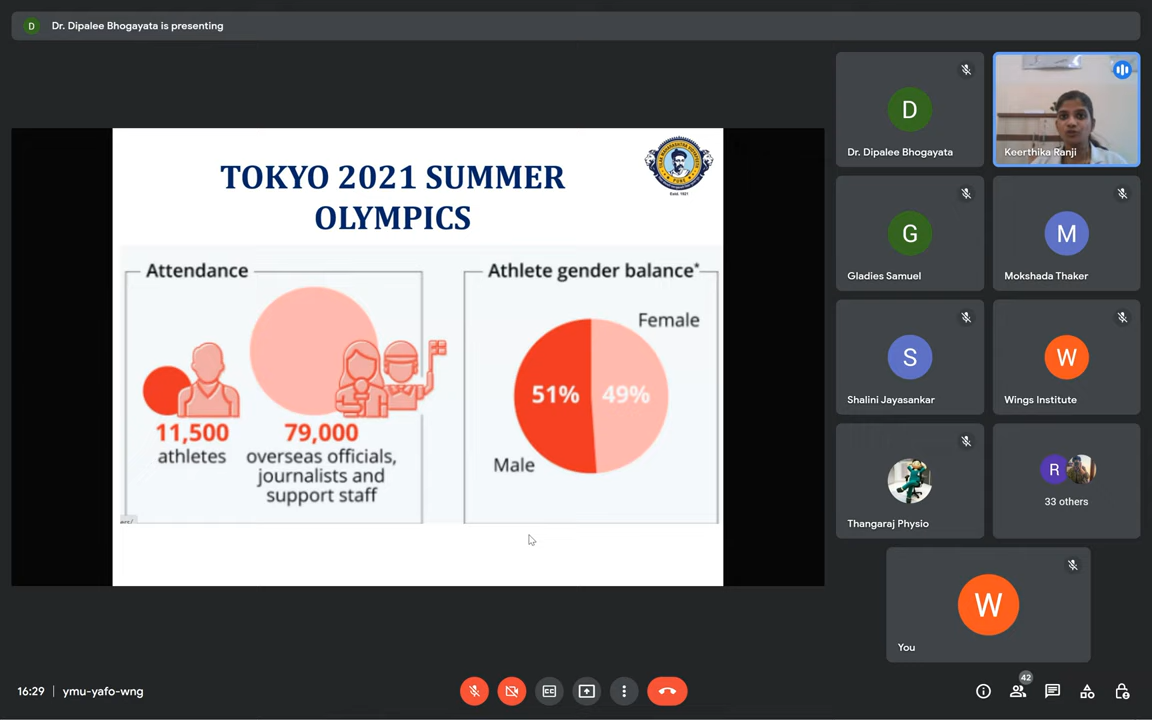 D
Dr. Dipalee Bhogayata is presenting
TOKYO 2021 SUMMER
OLYMPICS
PUNE
Attendance
11,500
athletes
79,000
overseas officials,
journalists and
support staff
Athlete gender balance*
Female
51%
49%
Male
D
Dr. Dipalee Bhogayata
Keerthika Ranji
G
Gladies Samuel
M
Mokshada Thaker
S
Shalini Jayasankar
W
Wings Institute
Thangaraj Physio
R
33 others
W
You
16:29
ymu-yafo-wng
CC
42